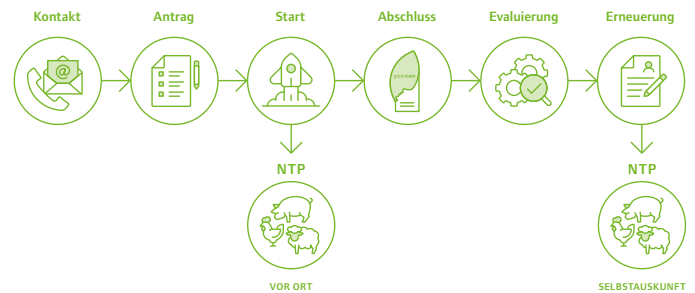 Kontakt
Antrag
Start
Abschluss
Evaluierung
Erneuerung
@
NTP
NTP
VOR ORT
SELBSTAUSKUNFT